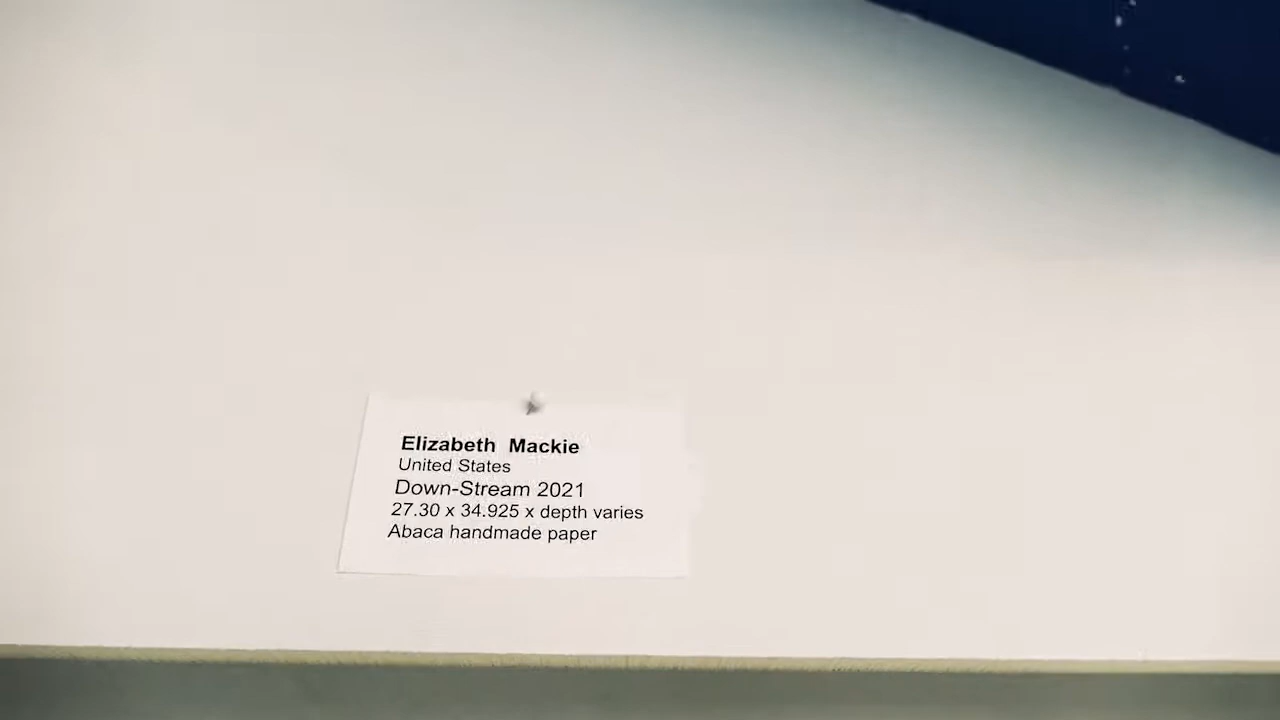 Elizabeth Mackie
United States
Down-Stream 2021
27.30 x 34.925 x depth varies
Abaca handmade paper